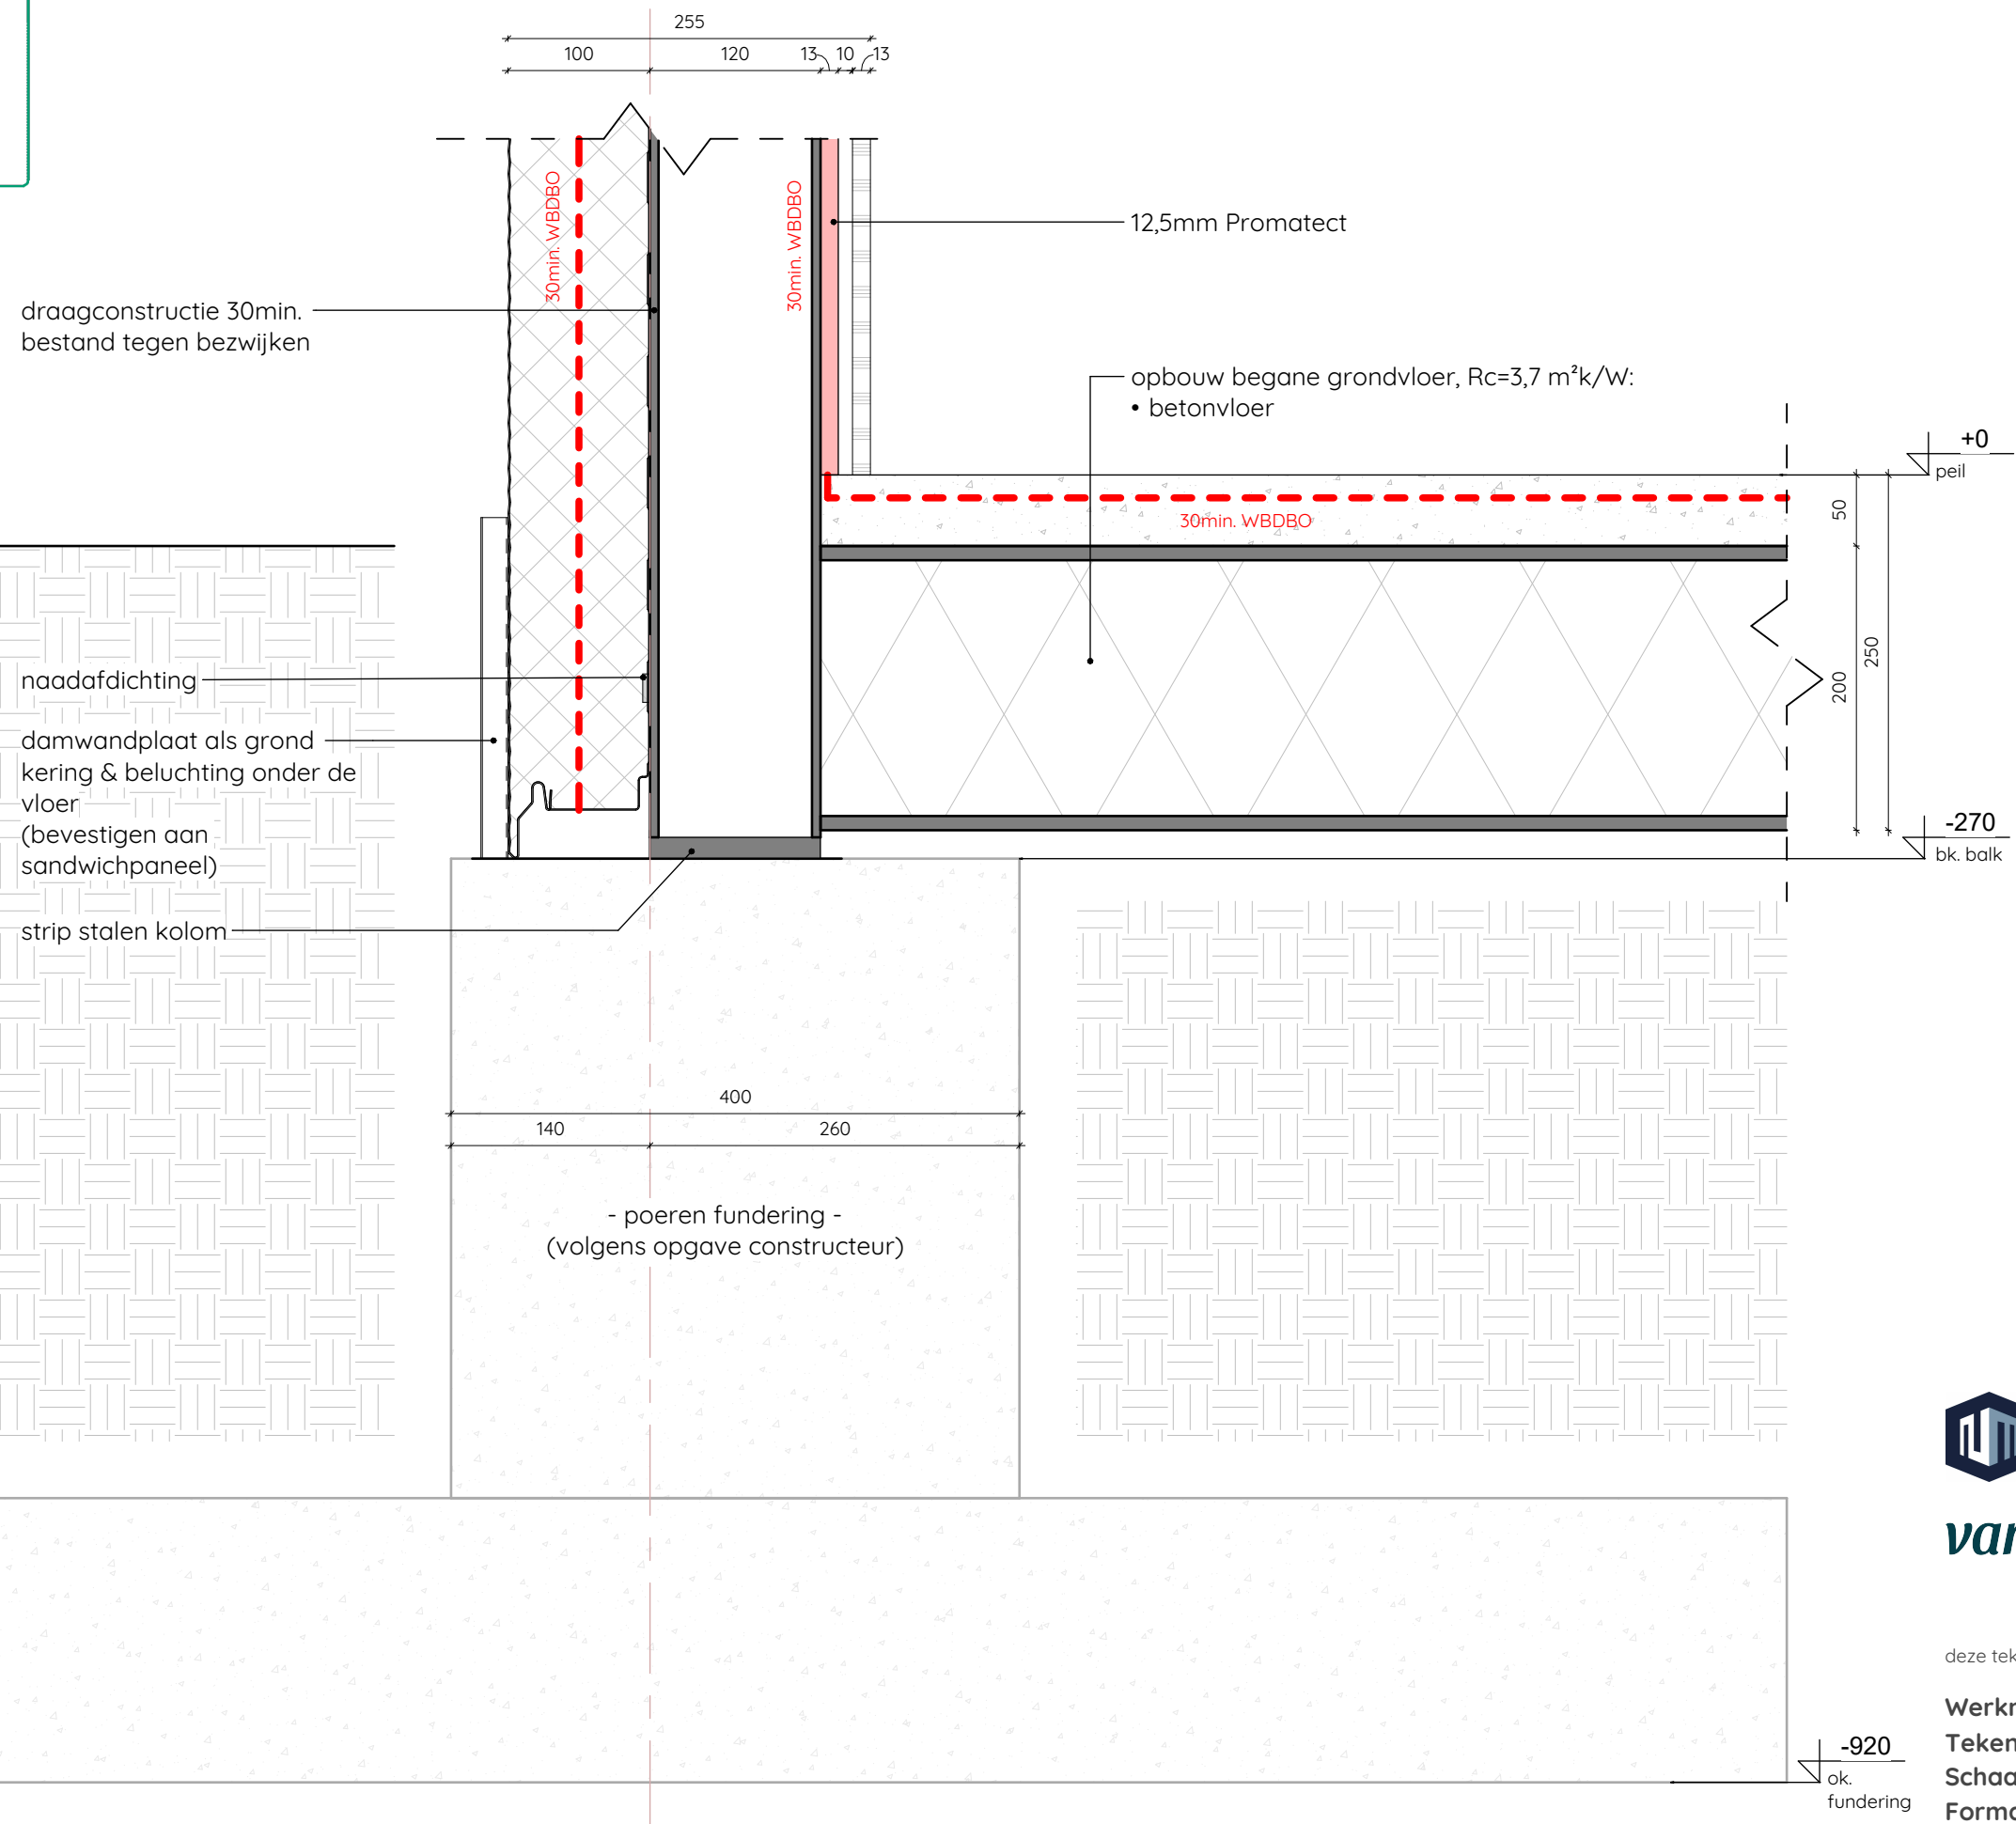 255
100 120 13 10 13
30min. WBDBO
30min. WBDBO
12,5mm Promatect
draagconstructie 30min.
bestand tegen bezwijken
opbouw begane grondvloer, Rc=3,7 m²k/W:
• betonvloer
+0
peil
30min. WBDBO
50
200
250
naadafdichting
damwandplaat als grond
kering & beluchting onder de
vloer
(bevestigen aan
sandwichpaneel)
-270
bk. balk
strip stalen kolom
400
140 260
- poeren fundering -
(volgens opgave constructeur)
-920
ok.
fundering